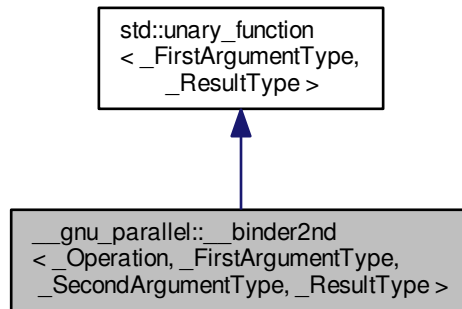 std::unary_function
< _FirstArgumentType,
_ResultType >
__gnu_parallel::__binder2nd
< _Operation, _FirstArgumentType,
_SecondArgumentType, _ResultType >